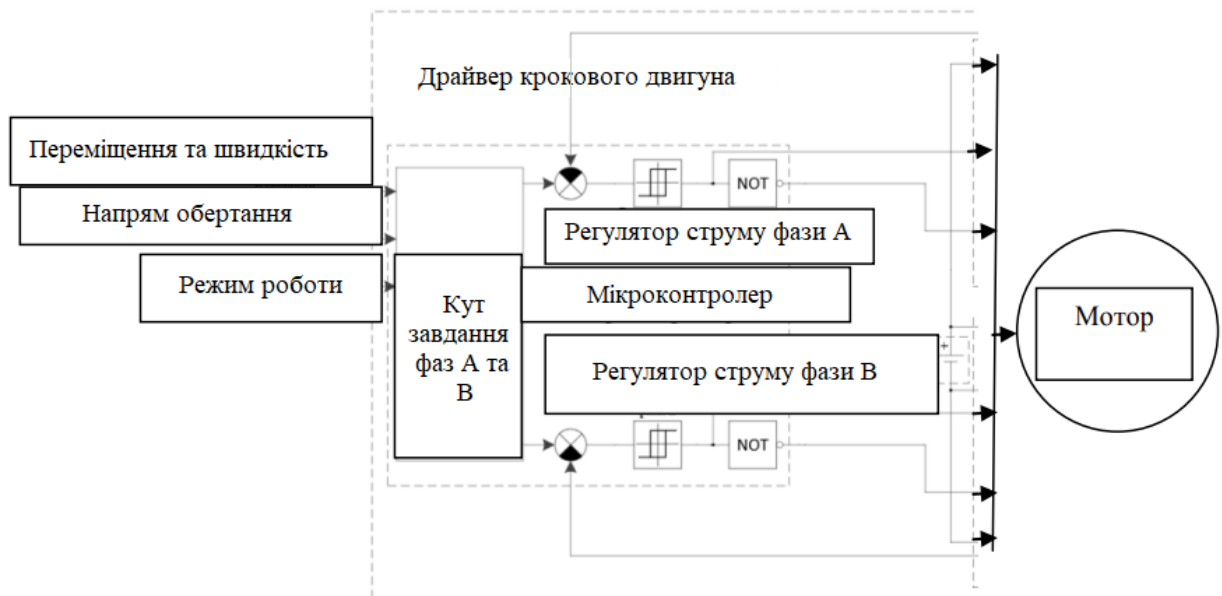 Драйвер крокового двигуна
Переміщення та швидкість
Напрям обертання
Режим роботи
NOT
Регулятор струму фази А
Кут
завдання
фаз А та
В
Мікроконтролер
Регулятор струму фази В
+
NOT
Мотор